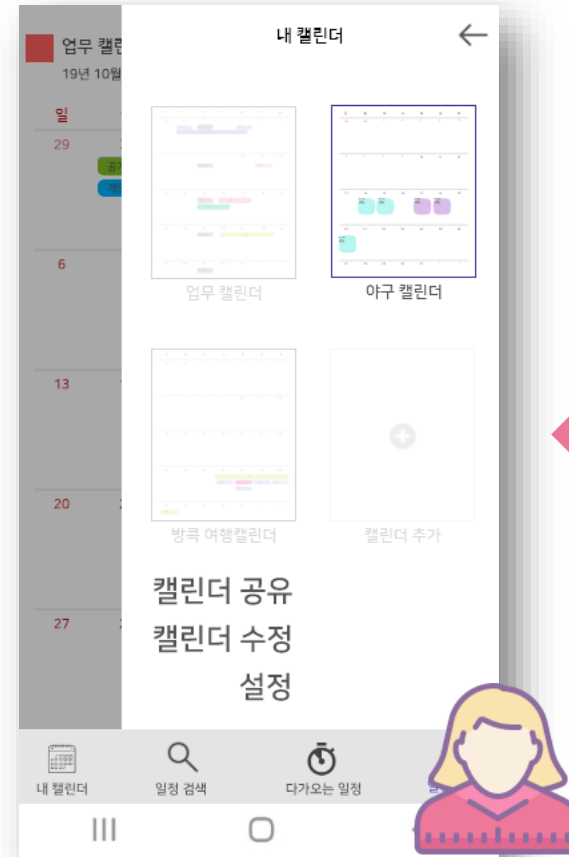 내 캘린더
업무 캘린
19년 10월
일
29
6
13
20
27
업무 캘린더
야구 캘린더
방콕 여행캘린더
캘린더 추가
캘린더 공유
캘린더 수정
설정
내 캘린더
일정 검색
다가오는 일정